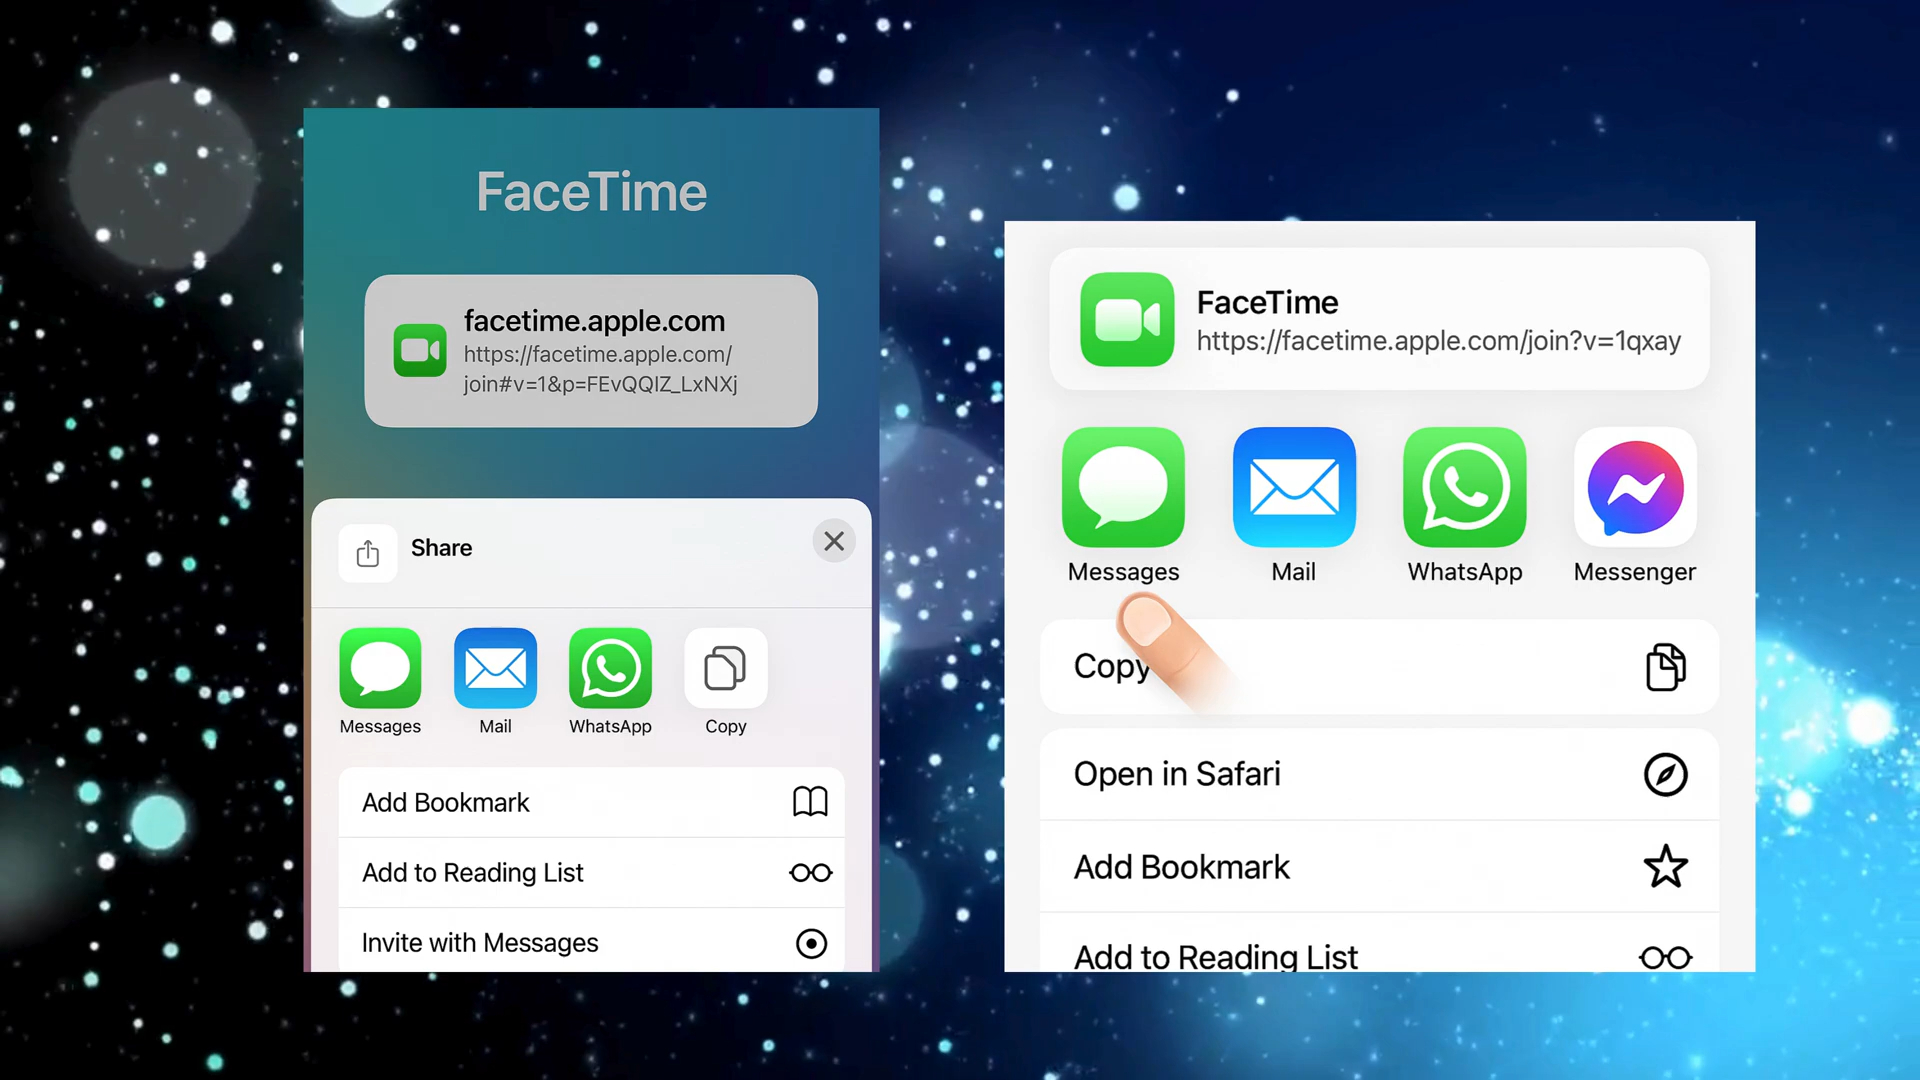 FaceTime
facetime.apple.com
https://facetime.apple.com/
join#v=1&p=FEvQQIZ_LxNXj
Share
Messages
Mail
WhatsApp
Copy
Add Bookmark
Add to Reading List
Invite with Messages
FaceTime
https://facetime.apple.com/join?v=1qxay
Messages
Mail
WhatsApp
Messenger
Copy
Open in Safari
Add Bookmark
Add to Reading List